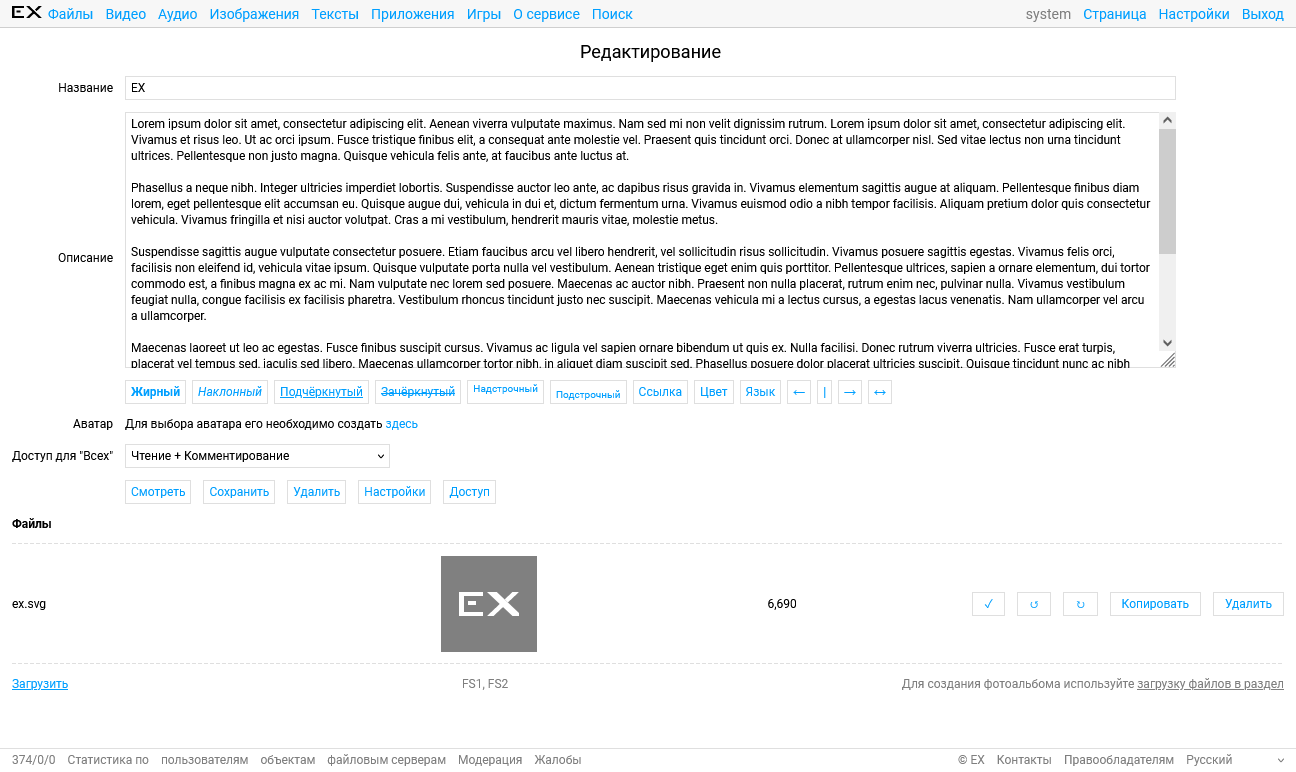 EX Файлы Видео Аудио Изображения Тексты Приложения Игры О сервисе Поиск system Страница Настройки Выход
Редактирование
Название EX
Lorem ipsum dolor sit amet, consectetur adipiscing elit. Aenean viverra vulputate maximus. Nam sed mi non velit dignissim rutrum. Lorem ipsum dolor sit amet, consectetur adipiscing elit.
Vivamus et risus leo. Ut ac orci ipsum. Fusce tristique finibus elit, a consequat ante molestie vel. Praesent quis tincidunt orci. Donec at ullamcorper nisl. Sed vitae lectus non urna tincidunt
ultrices. Pellentesque non justo magna. Quisque vehicula felis ante, at faucibus ante luctus at.
Phasellus a neque nibh. Integer ultricies imperdiet lobortis. Suspendisse auctor leo ante, ac dapibus risus gravida in. Vivamus elementum sagittis augue at aliquam. Pellentesque finibus diam
lorem, eget pellentesque elit accumsan eu. Quisque augue dui, vehicula in dui et, dictum fermentum urna. Vivamus euismod odio a nibh tempor facilisis. Aliquam pretium dolor quis consectetur
vehicula. Vivamus fringilla et nisi auctor volutpat. Cras a mi vestibulum, hendrerit mauris vitae, molestie metus.
Suspendisse sagittis augue vulputate consectetur posuere. Etiam faucibus arcu vel libero hendrerit, vel sollicitudin risus sollicitudin. Vivamus posuere sagittis egestas. Vivamus felis orci,
Описание
facilisis non eleifend id, vehicula vitae ipsum. Quisque vulputate porta nulla vel vestibulum. Aenean tristique eget enim quis porttitor. Pellentesque ultrices, sapien a ornare elementum, dui tortor
commodo est, a finibus magna ex ac mi. Nam vulputate nec lorem sed posuere. Maecenas ac auctor nibh. Praesent non nulla placerat, rutrum enim nec, pulvinar nulla. Vivamus vestibulum
feugiat nulla, congue facilisis ex facilisis pharetra. Vestibulum rhoncus tincidunt justo nec suscipit. Maecenas vehicula mi a lectus cursus, a egestas lacus venenatis. Nam ullamcorper vel arcu
a ullamcorper.
Maecenas laoreet ut leo ac egestas. Fusce finibus suscipit cursus. Vivamus ac ligula vel sapien ornare bibendum ut quis ex. Nulla facilisi. Donec rutrum viverra ultricies. Fusce erat turpis,
placerat vel tempus sed, iaculis sed libero. Maecenas ullamcorper tortor nibh, in aliquet diam suscipit sed. Phasellus posuere dolor placerat ultricies suscipit. Quisque tincidunt nunc ac nibh
Жирный Наклонный Подчёркнутый Зачёркнутый Надстрочный Подстрочный Ссылка Цвет Язык ← | → ↔
Аватар Для выбора аватара его необходимо создать здесь
Доступ для "Всех" Чтение + Комментирование
Смотреть Сохранить Удалить Настройки Доступ
Файлы
ex.svg EX 6,690 ✓ ↺ ↻ Копировать Удалить
Загрузить FS1, FS2 Для создания фотоальбома используйте загрузку файлов в раздел
374/0/0 Статистика по пользователям объектам файловым серверам Модерация Жалобы © EX Контакты Правообладателям Русский